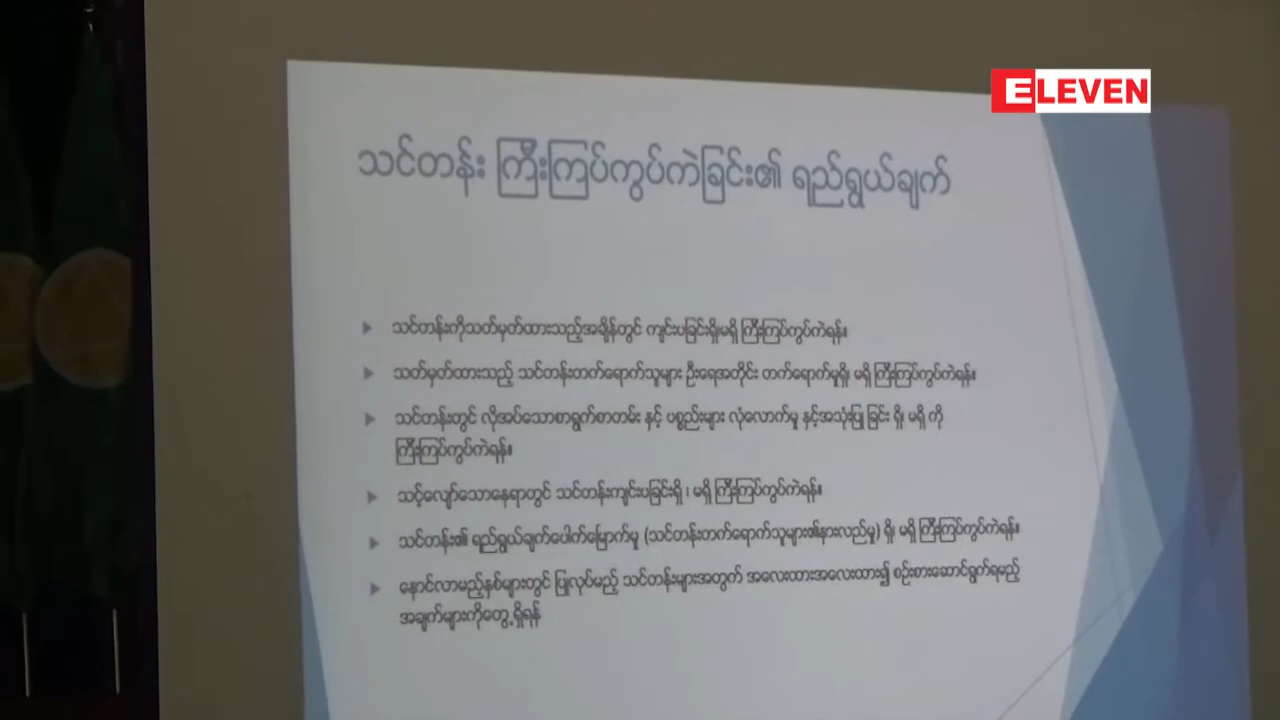 ELEVEN
သင်တန်း ကြီးကြပ်ကွပ်ကဲခြင်း၏ ရည်ရွယ်ချက်
သင်တန်းကိုသတ်မှတ်ထားသည့်အချိန်တွင် ကျင်းပခြင်းရှိ၊မရှိ ကြီးကြပ်ကွပ်ကဲရန်။
သတ်မှတ်ထားသည့် သင်တန်းတက်ရောက်သူများ ဦးရေအတိုင်း တက်ရောက်မှုရှိ၊ မရှိ ကြီးကြပ်ကွပ်ကဲရန်။
သင်တန်းတွင် လိုအပ်သောစာရွက်စာတမ်း နှင့် ပစ္စည်းများ လုံလောက်မှု နှင့်အသုံးပြု ခြင်း ရှိ၊ မရှိ ကို
ကြီးကြပ်ကွပ်ကဲရန်။
သင့်လျော်သောနေရာတွင် သင်တန်းကျင်းပခြင်းရှိ ၊ မရှိ ကြီးကြပ်ကွပ်ကဲရန်။
သင်တန်း၏ ရည်ရွယ်ချက်ပေါက်မြောက်မှု (သင်တန်းတက်ရောက်သူများ၏နားလည်မှု) ရှိ၊ မရှိ ကြီးကြပ်ကွပ်ကဲရန်။
နောင်လာမည့်နှစ်များတွင် ပြုလုပ်မည့် သင်တန်းများအတွက် အလေးထားအလေးထား၍ စဉ်းစားဆောင်ရွက်ရမည့်
အချက်များကိုတွေ့ရှိရန်